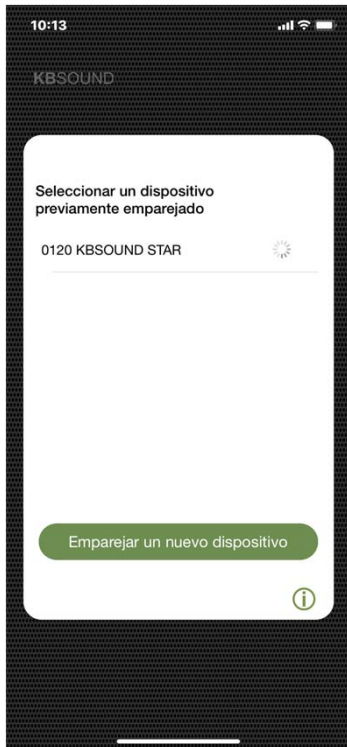 10:13
KBSOUND
Seleccionar un dispositivo
previamente emparejado
0120 KBSOUND STAR
Emparejar un nuevo dispositivo